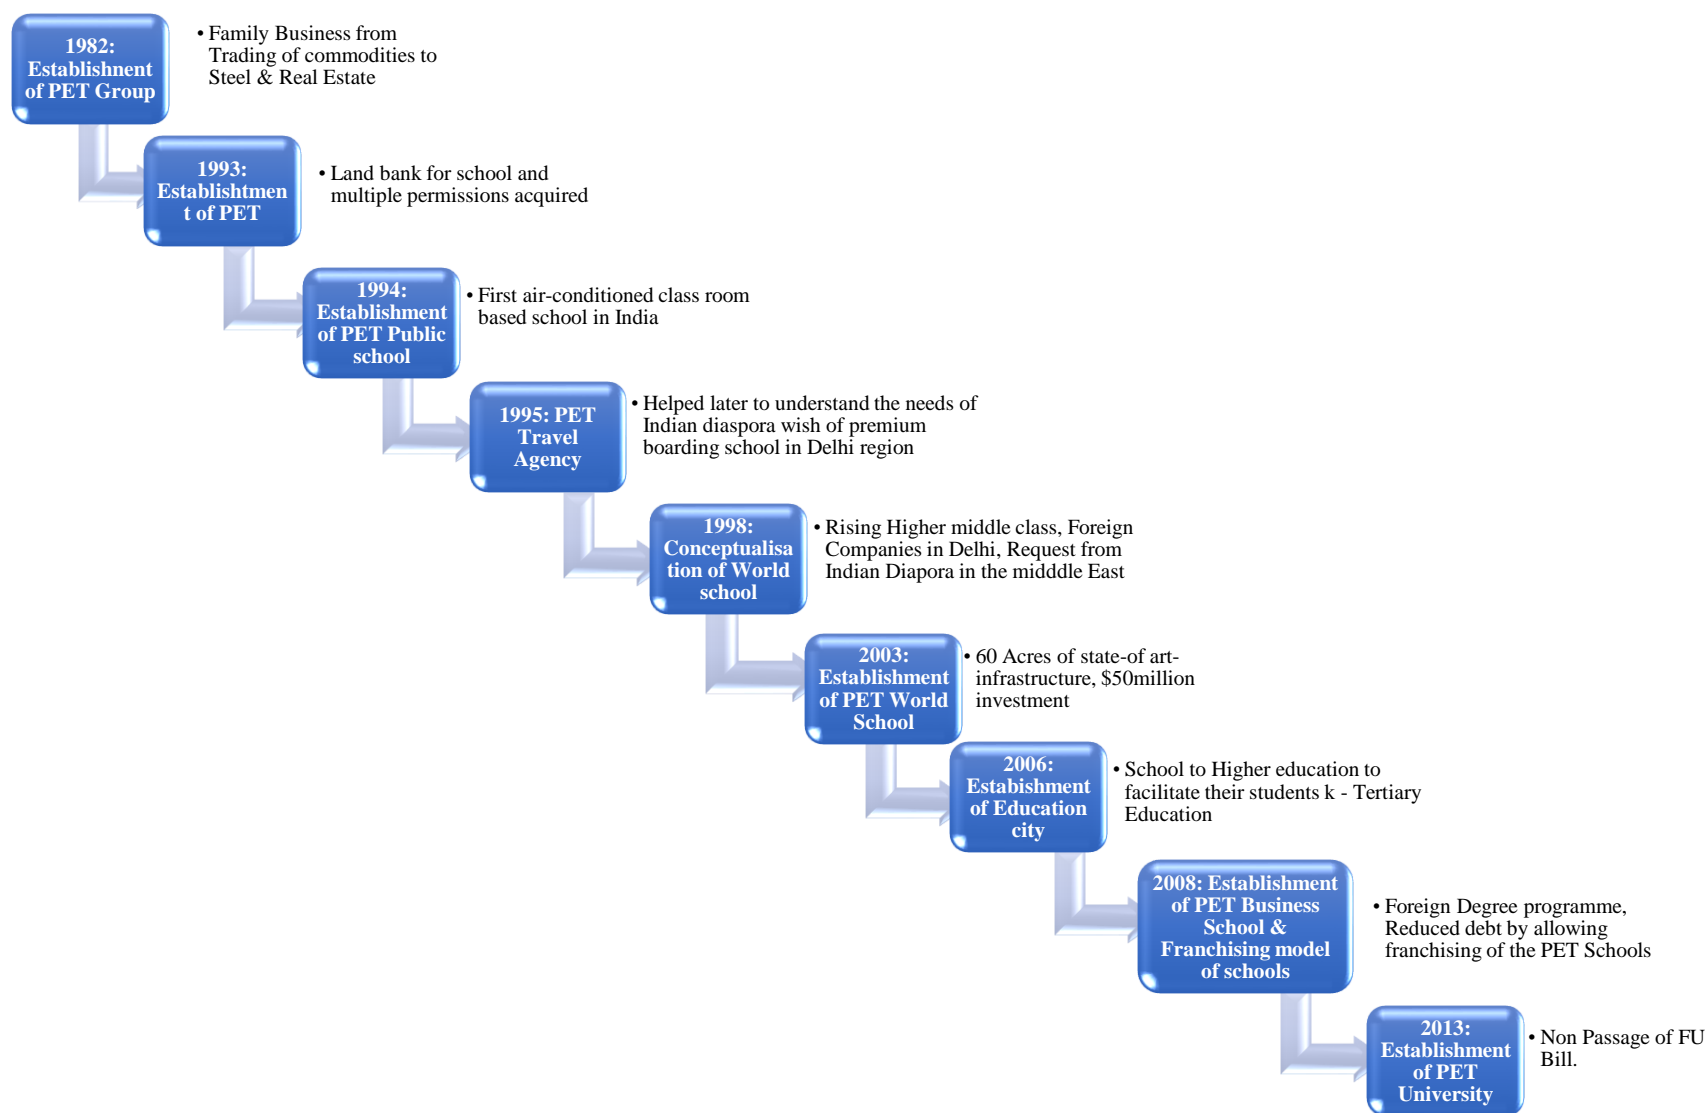 1982:
Establishnent
of PET Group
• Family Business from
Trading of commodities to
Steel & Real Estate
1993:
Establishtmen
t of PET
• Land bank for school and
multiple permissions acquired
1994:
Establishment
of PET Public
school
• First air-conditioned class room
based school in India
1995: PET
Travel
Agency
• Helped later to understand the needs of
Indian diaspora wish of premium
boarding school in Delhi region
1998:
Conceptualisa
tion of World
school
• Rising Higher middle class, Foreign
Companies in Delhi, Request from
Indian Diapora in the midddle East
2003:
Establishment
of PET World
School
• 60 Acres of state-of art-
infrastructure, $50million
investment
2006:
Estabishment
of Education
city
• School to Higher education to
facilitate their students k - Tertiary
Education
2008: Establishment
of PET Business
School &
Franchising model
of schools
• Foreign Degree programme,
Reduced debt by allowing
franchising of the PET Schools
2013:
Establishment
of PET
University
• Non Passage of FU
Bill.